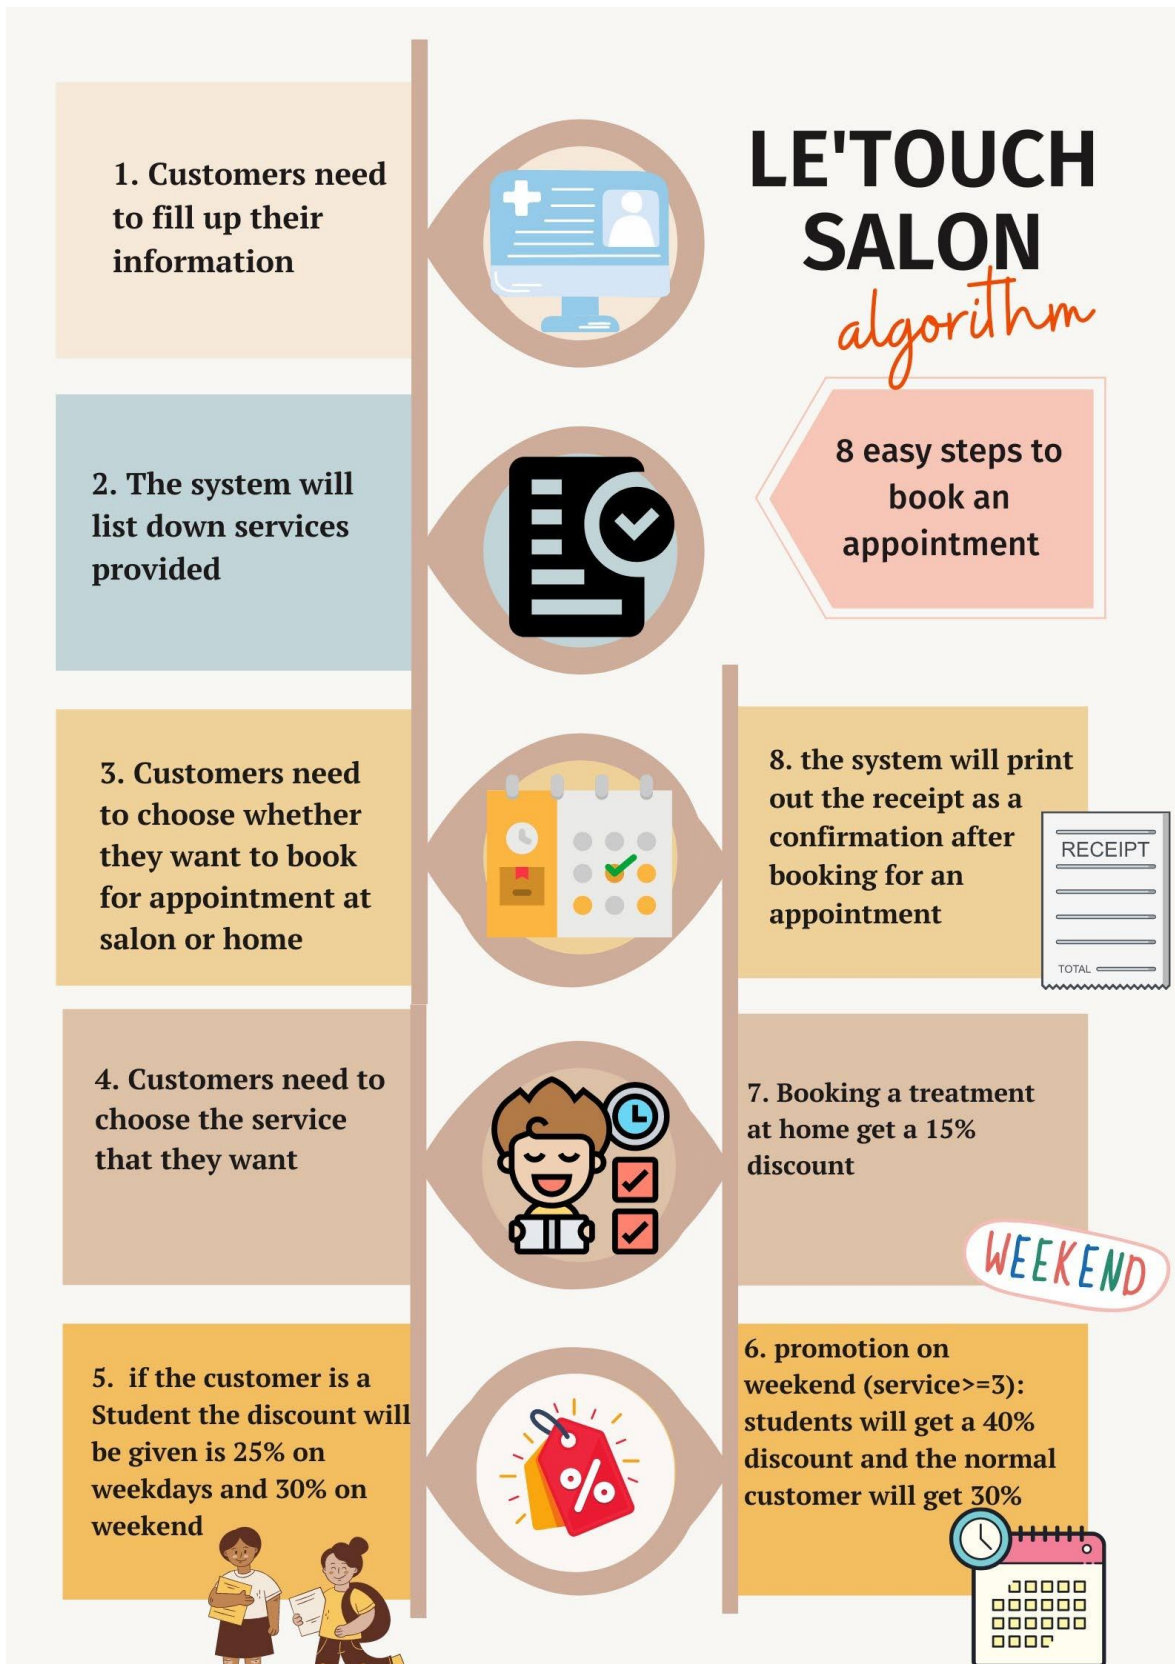 LE'TOUCH
SALON
algorithm
8 easy steps to
book an
appointment
1. Customers need
to fill up their
information
2. The system will
list down services
provided
3. Customers need
to choose whether
they want to book
for appointment at
salon or home
4. Customers need to
choose the service
that they want
5. if the customer is a
Student the discount will
be given is 25% on
weekdays and 30% on
weekend
%
6. promotion on
weekend (service>=3):
students will get a 40%
discount and the normal
customer will get 30%
7. Booking a treatment
at home get a 15%
discount
WEEKEND
8. the system will print
out the receipt as a
confirmation after
booking for an
appointment
RECEIPT
TOTAL